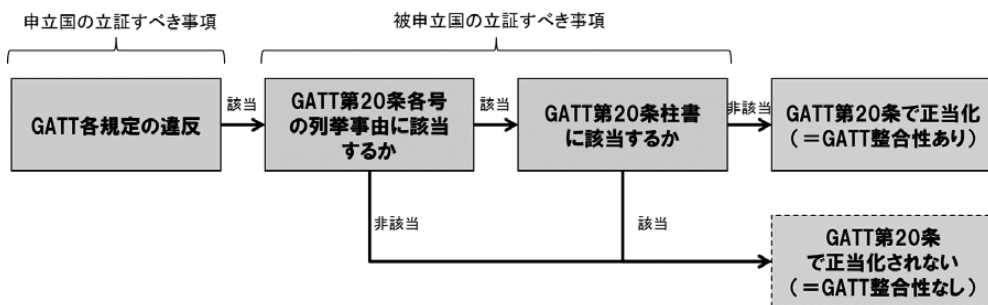 申立国の立証すべき事項
被申立国の立証すべき事項
GATT各規定の違反
該当
GATT第20条各号
の列挙事由に該当
するか
該当
GATT第20条柱書
に該当するか
非該当
GATT第20条で正当化
（＝GATT整合性あり）
非該当
該当
GATT第20条
で正当化されない
（＝GATT整合性なし）